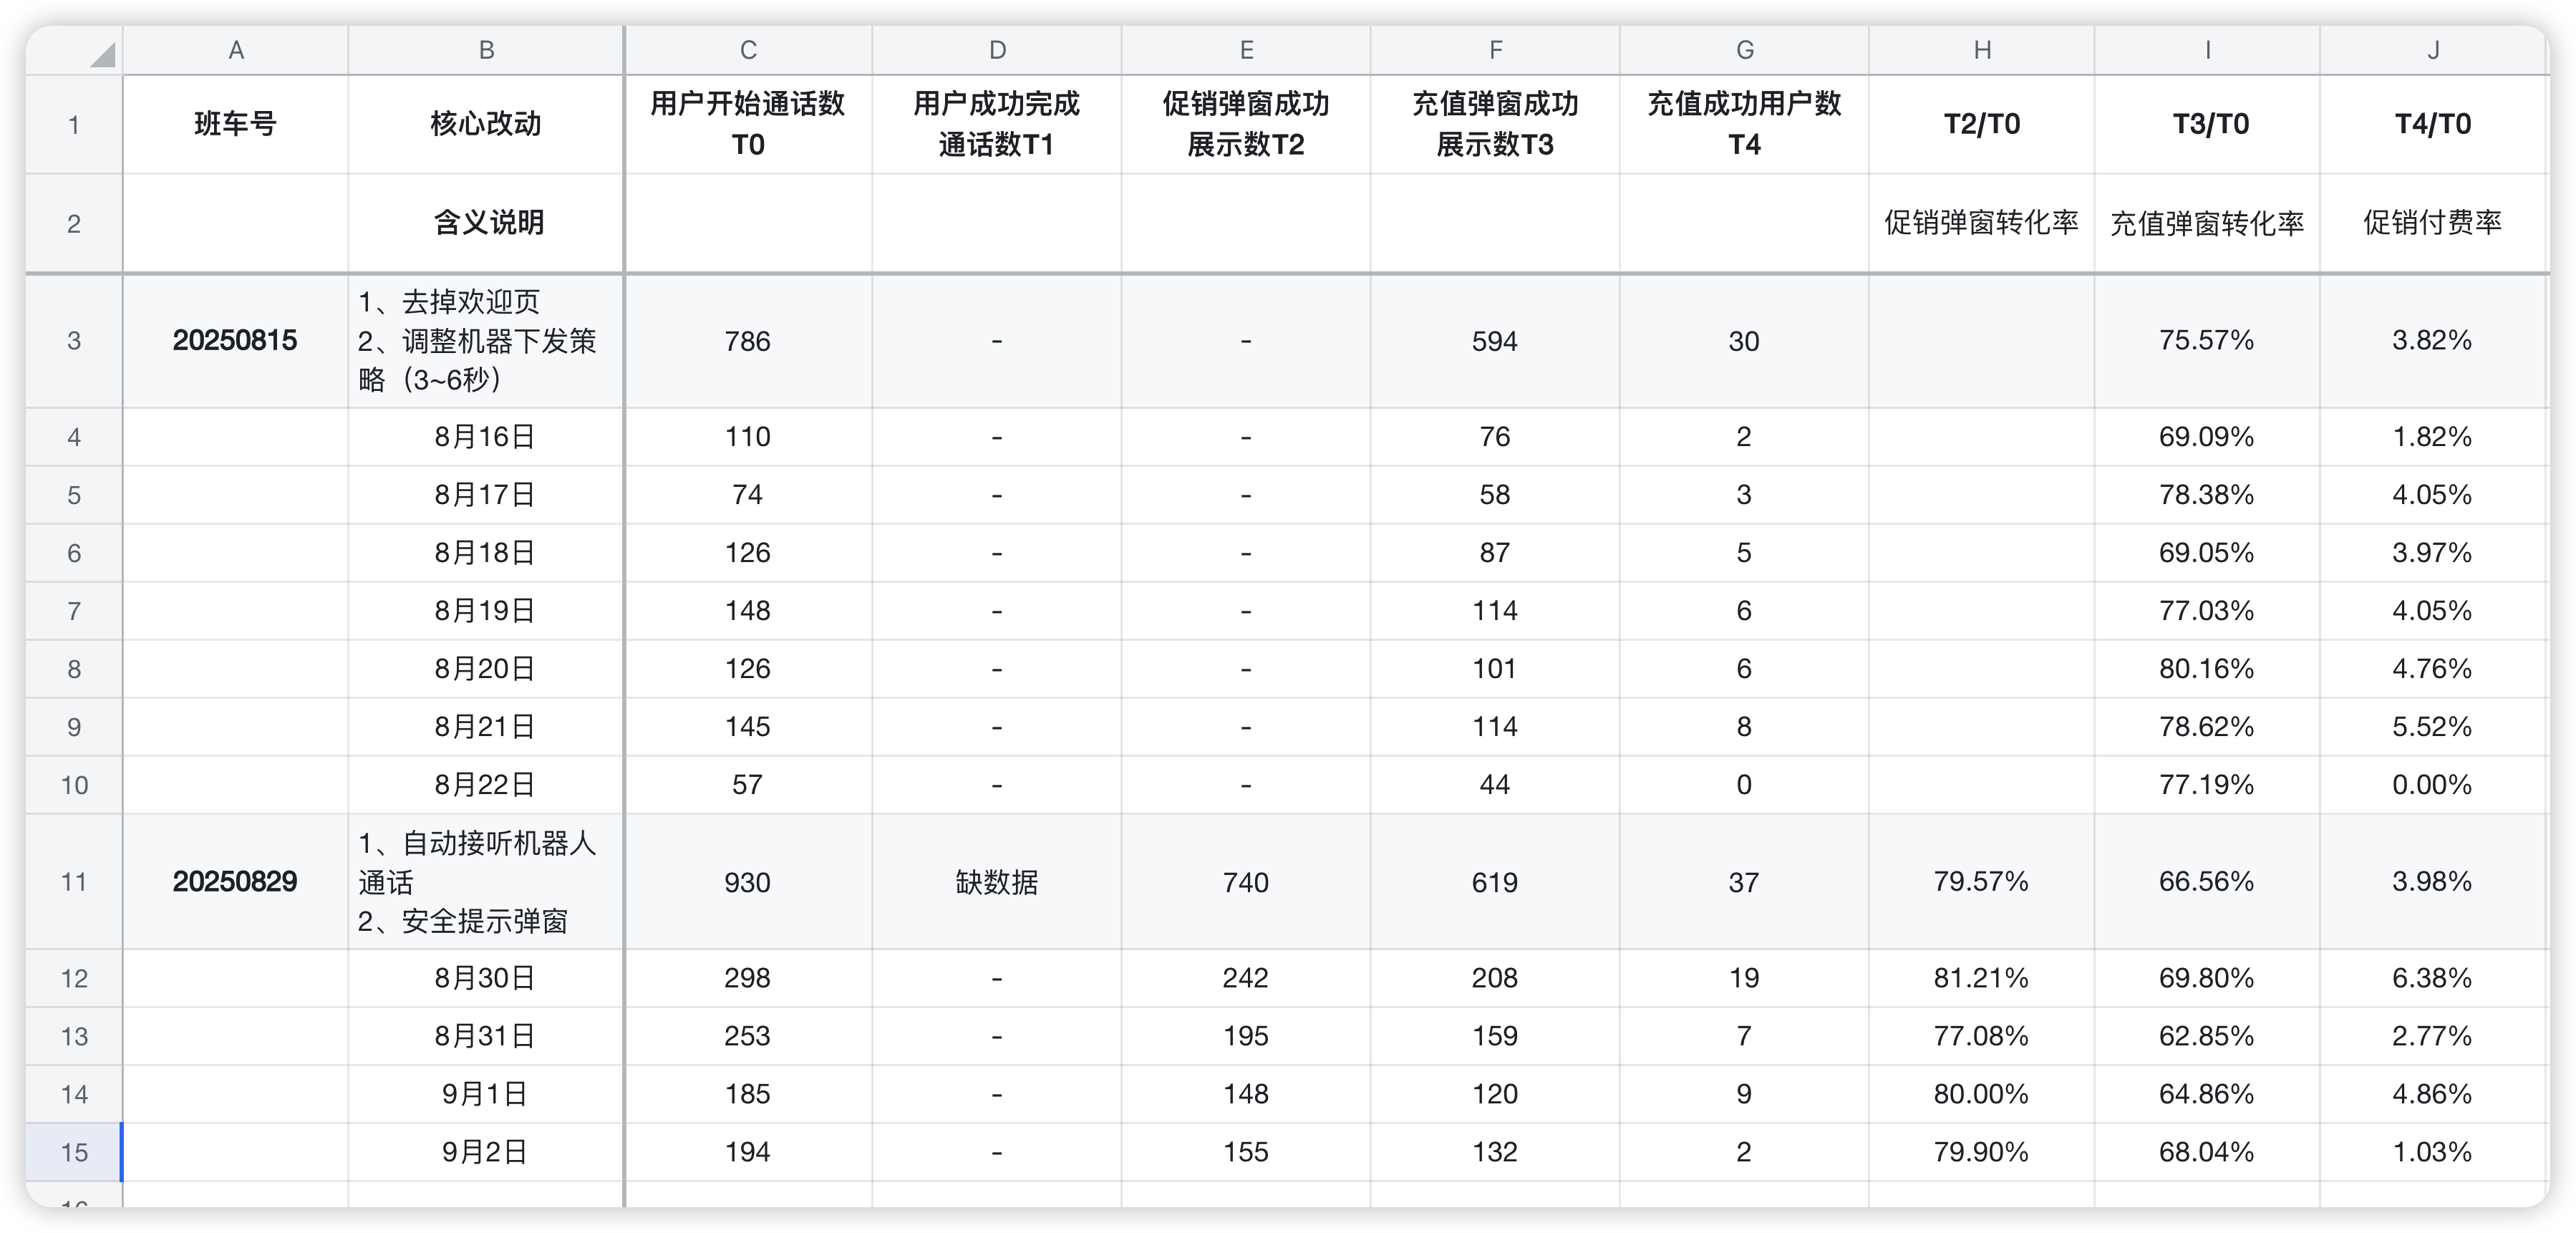 A B C D E F G H I J
1 班车号 核心改动 用户开始通话数 T0 用户成功完成 通话数T1 促销弹窗成功 展示数T2 充值弹窗成功 展示数T3 充值成功用户数 T4 T2/T0 T3/T0 T4/T0
2 含义说明 促销弹窗转化率 充值弹窗转化率 促销付费率
3 20250815 1、去掉欢迎页 2、调整机器下发策 略（3~6秒） 786 - - 594 30 75.57% 3.82%
4 8月16日 110 - - 76 2 69.09% 1.82%
5 8月17日 74 - - 58 3 78.38% 4.05%
6 8月18日 126 - - 87 5 69.05% 3.97%
7 8月19日 148 - - 114 6 77.03% 4.05%
8 8月20日 126 - - 101 6 80.16% 4.76%
9 8月21日 145 - - 114 8 78.62% 5.52%
10 8月22日 57 - - 44 0 77.19% 0.00%
11 20250829 1、自动接听机器人 通话 2、安全提示弹窗 930 缺数据 740 619 37 79.57% 66.56% 3.98%
12 8月30日 298 - 242 208 19 81.21% 69.80% 6.38%
13 8月31日 253 - 195 159 7 77.08% 62.85% 2.77%
14 9月1日 185 - 148 120 9 80.00% 64.86% 4.86%
15 9月2日 194 - 155 132 2 79.90% 68.04% 1.03%